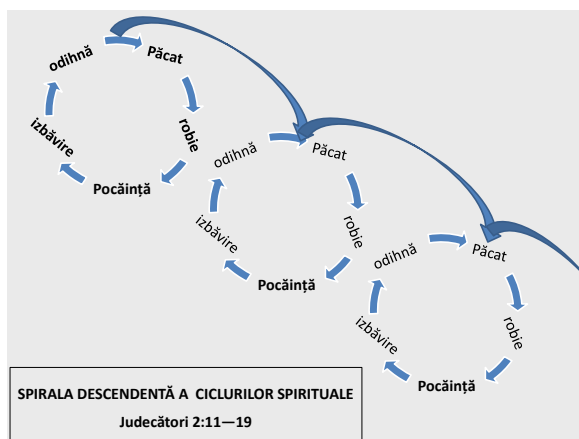 odihnă
Păcat
robie
Pocăință
izbăvire
odihnă
Păcat
robie
Pocăință
izbăvire
odihnă
Păcat
robie
Pocăință
izbăvire
SPIRALA DESCENDENTĂ A CICLURILOR SPIRITUALE
Judecători 2:11—19